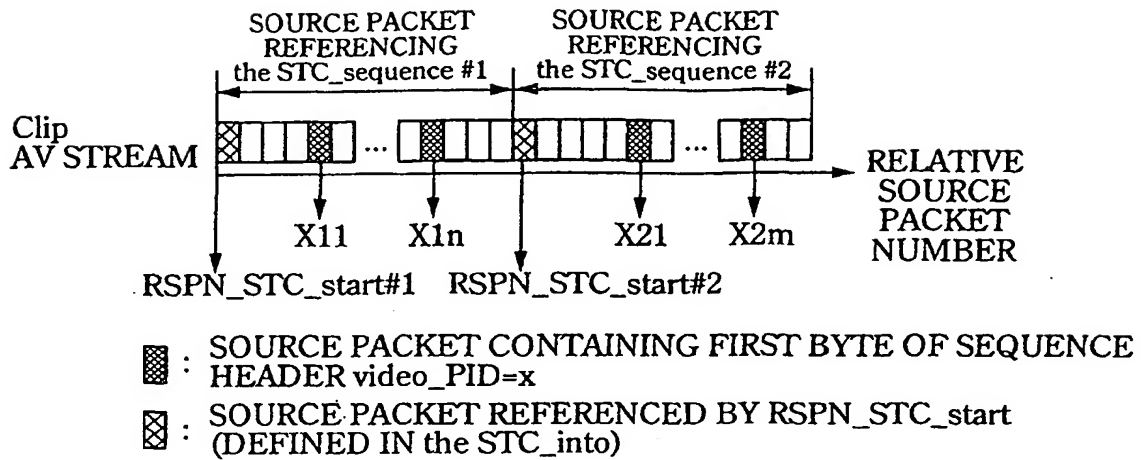 SOURCE PACKET
REFERENCING
the STC_sequence #1
SOURCE PACKET
REFERENCING
the STC_sequence #2
Clip
AV STREAM
...
...
RELATIVE
SOURCE
PACKET
NUMBER
X11
X1n
X21
X2m
RSPN_STC_start#1
RSPN_STC_start#2
: SOURCE PACKET CONTAINING FIRST BYTE OF SEQUENCE
HEADER video_PID=x
: SOURCE PACKET REFERENCED BY RSPN_STC_start
(DEFINED IN the STC_into)